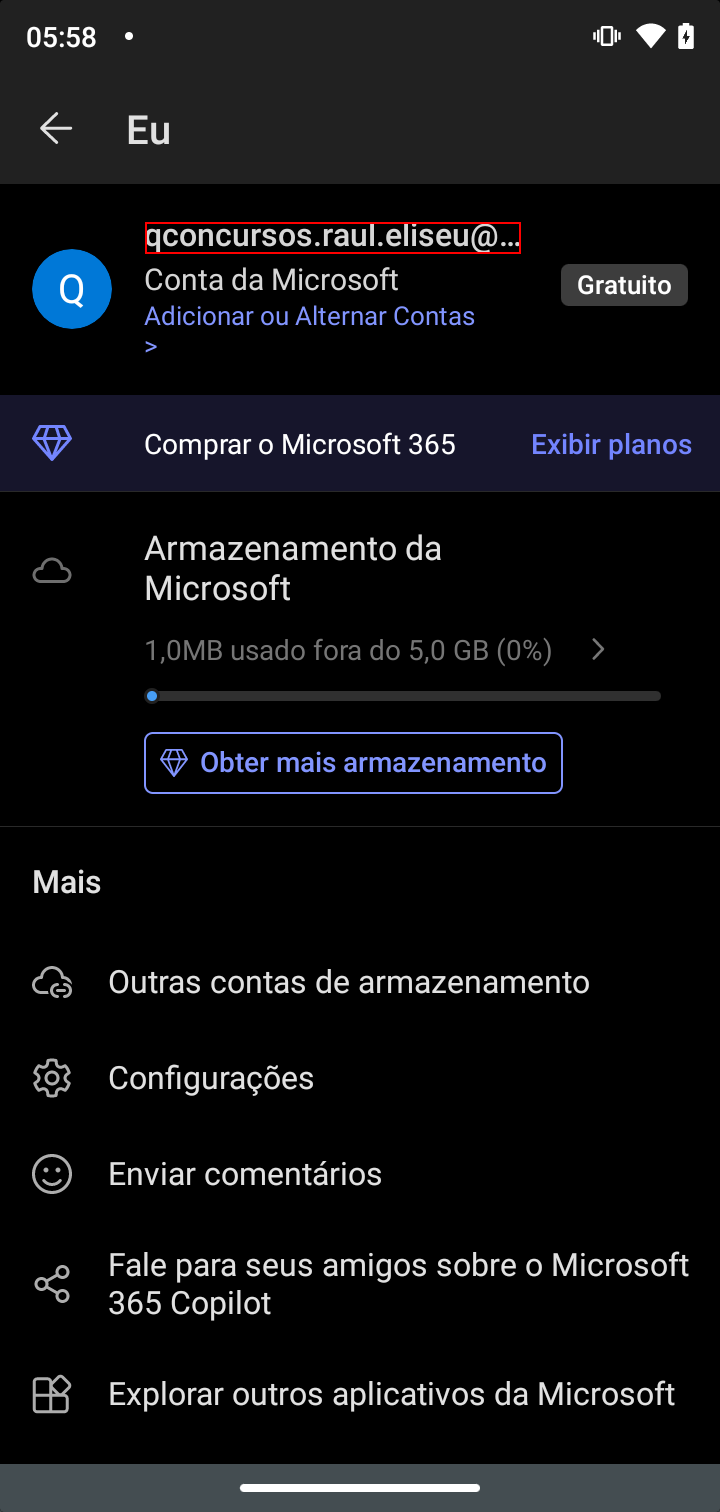 05:58
Eu
qconcursos.raul.eliseu@...
Q
Conta da Microsoft
Gratuito
Adicionar ou Alternar Contas
>
Comprar o Microsoft 365
Exibir planos
Armazenamento da
Microsoft
1,0MB usado fora do 5,0 GB (0%)
Obter mais armazenamento
Mais
Outras contas de armazenamento
Configurações
Enviar comentários
Fale para seus amigos sobre o Microsoft
365 Copilot
Explorar outros aplicativos da Microsoft